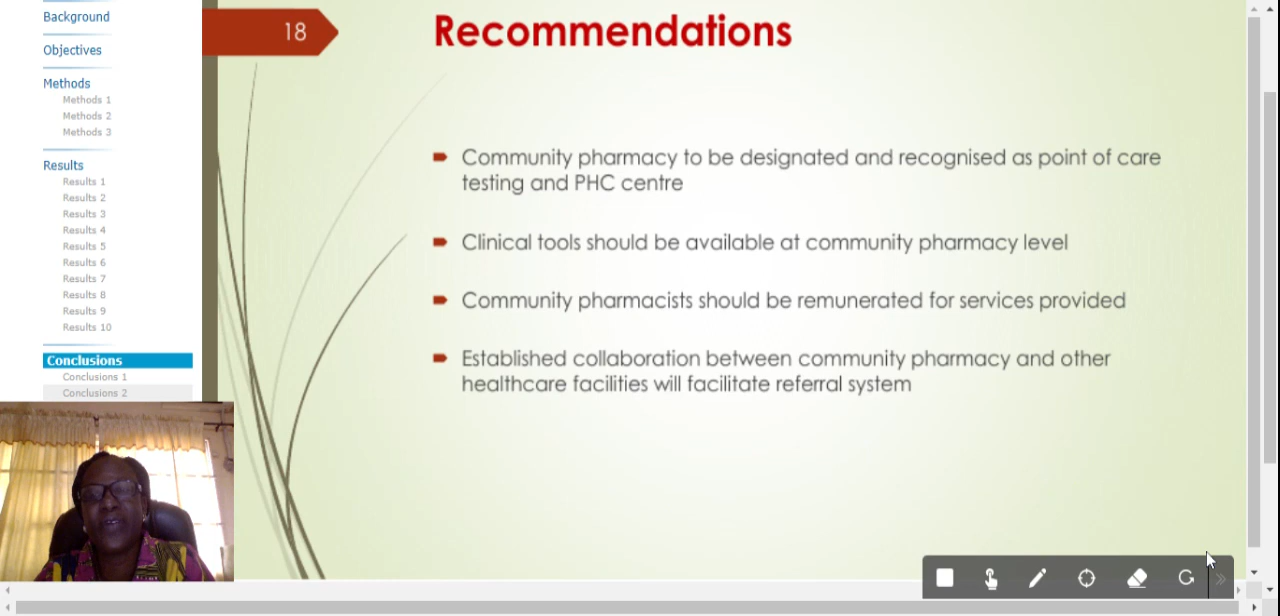 Background
Objectives
Methods
Methods 1
Methods 2
Methods 3
Results
Results 1
Results 2
Results 3
Results 4
Results 5
Results 6
Results 7
Results 8
Results 9
Results 10
Conclusions
Conclusions 1
Conclusions 2
18
Recommendations
Community pharmacy to be designated and recognised as point of care
testing and PHC centre
Clinical tools should be available at community pharmacy level
Community pharmacists should be remunerated for services provided
Established collaboration between community pharmacy and other
healthcare facilities will facilitate referral system